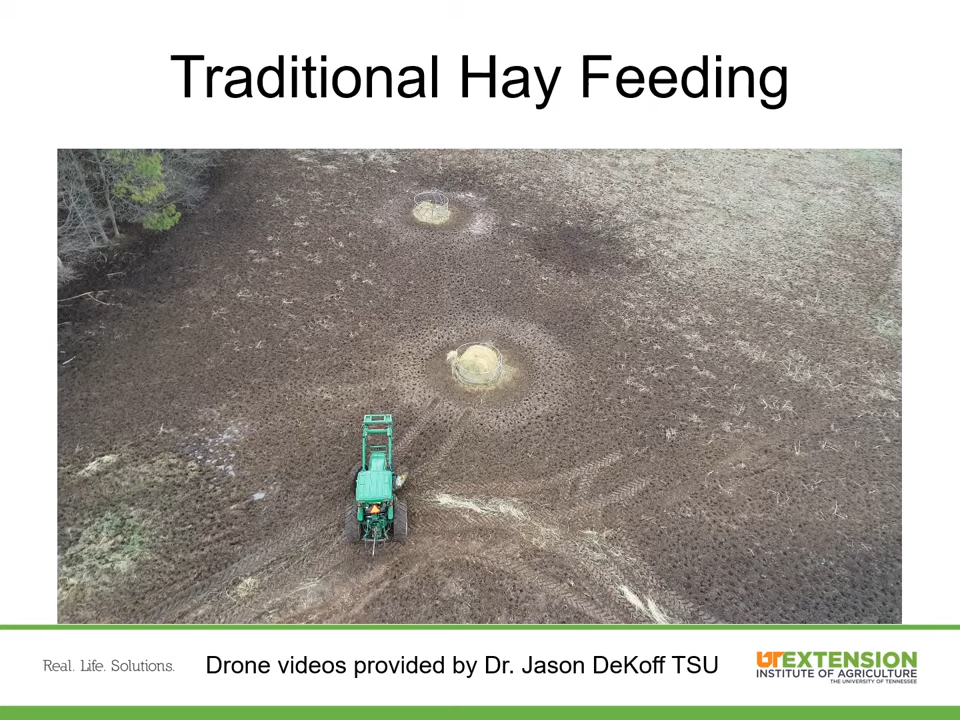 Traditional Hay Feeding
Real. Life. Solutions.
Drone videos provided by Dr. Jason DeKoff TSU
UTEXTENSION
INSTITUTE OF AGRICULTURE
THE UNIVERSITY OF TENNESSEE